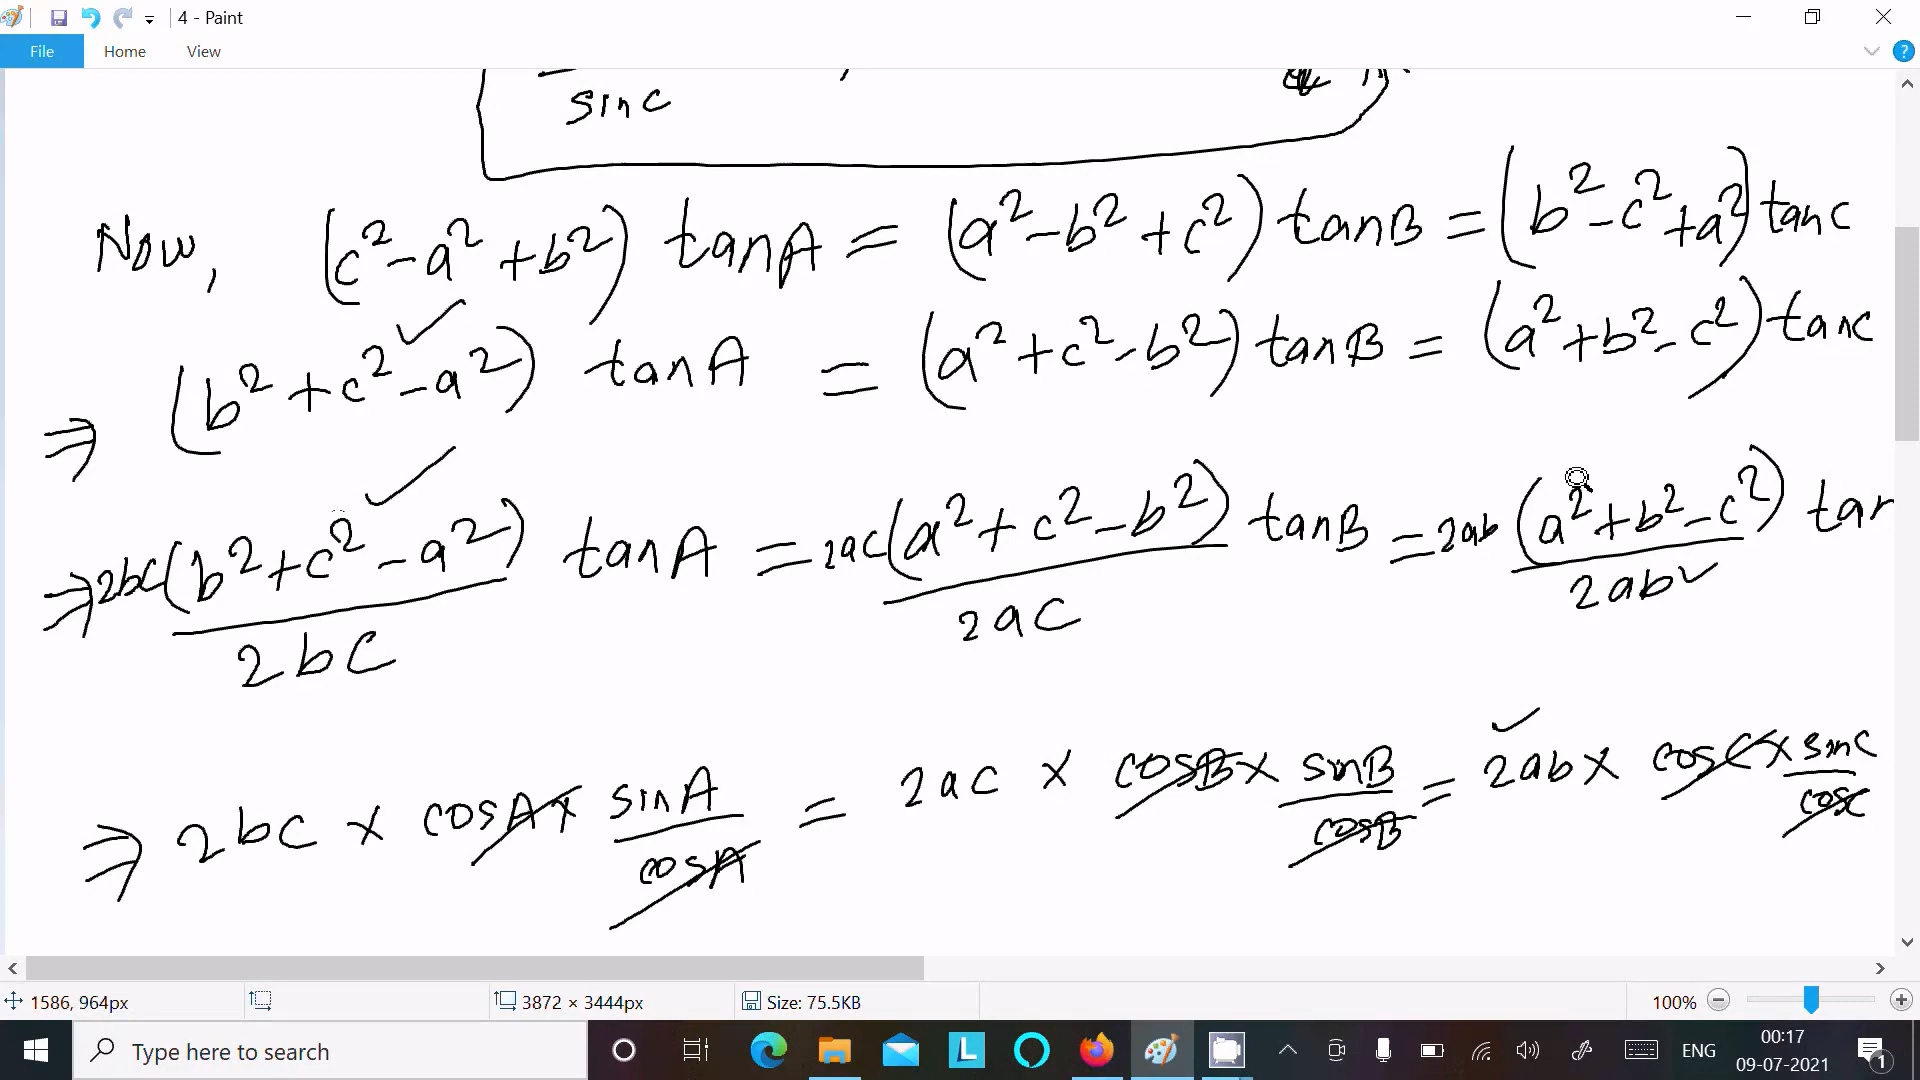 4 - Paint
File Home View
sinc
Now, (c²-a²+b²) tanA = (a²-b²+c²) tanB = (b²-c²+a²) tanc
⇒ (b²+c²-a²) tanA = (a²+c²-b²) tanB = (a²+b²-c²) tanc
⇒ 2bc (b²+c²-a²)/2bc tanA = 2ac (a²+c²-b²)/2ac tanB = 2ab (a²+b²-c²)/2ab tan
⇒ 2bc × cosA × sinA/cosA = 2ac × cosB × sinB/cosB = 2ab × cosC × sinc/cosc
1586, 964px 3872 × 3444px Size: 75.5KB 100%
Type here to search L ENG 00:17
09-07-2021 1